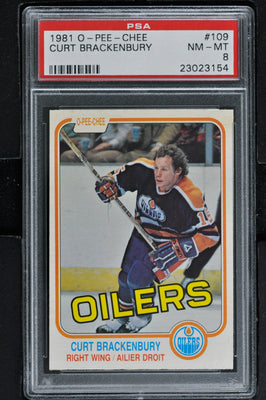 PSA
1981 O-PEE-CHEE #109
CURT BRACKENBURY NM-MT
8
23023154
O-PEE-CHEE
OILERS
CURT BRACKENBURY
RIGHT WING / AILIER DROIT
OILERS